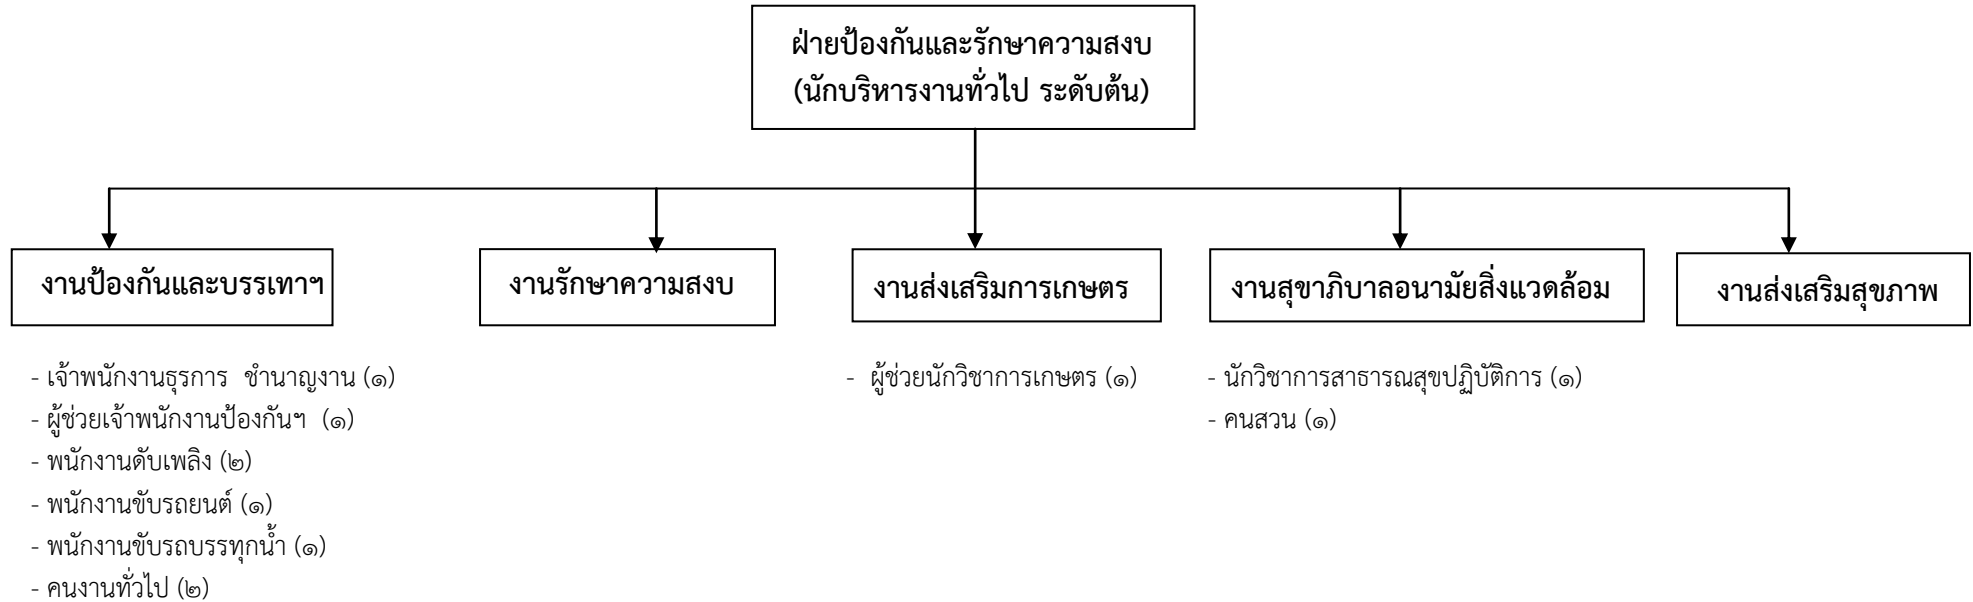 ฝ่ายป้องกันและรักษาความสงบ
(นักบริหารงานทั่วไป ระดับต้น)
งานป้องกันและบรรเทาฯ
งานรักษาความสงบ
งานส่งเสริมการเกษตร
งานสุขาภิบาลอนามัยสิ่งแวดล้อม
งานส่งเสริมสุขภาพ
- เจ้าพนักงานธุรการ ชำนาญงาน (๑)
- ผู้ช่วยเจ้าพนักงานป้องกันฯ (๑)
- พนักงานดับเพลิง (๒)
- พนักงานขับรถยนต์ (๑)
- พนักงานขับรถบรรทุกน้ำ (๑)
- คนงานทั่วไป (๒)
- ผู้ช่วยนักวิชาการเกษตร (๑)
- นักวิชาการสาธารณสุขปฏิบัติการ (๑)
- คนสวน (๑)